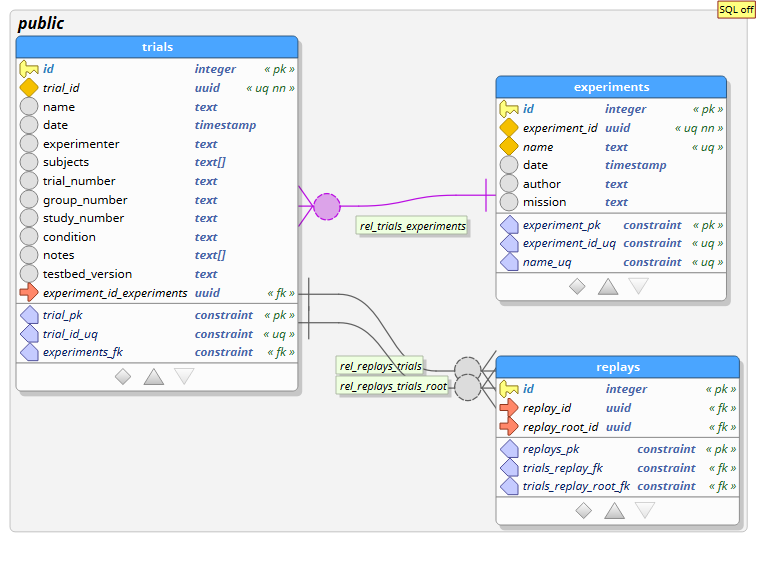 SQL off
public
trials
id integer « pk »
trial_id uuid « uq nn »
name text
date timestamp
experimenter text
subjects text[]
trial_number text
group_number text
study_number text
condition text
notes text[]
testbed_version text
experiment_id_experiments uuid « fk »
trial_pk constraint « pk »
trial_id_uq constraint « uq »
experiments_fk constraint « fk »
experiments
id integer « pk »
experiment_id uuid « uq nn »
name text « uq »
date timestamp
author text
mission text
experiment_pk constraint « pk »
experiment_id_uq constraint « uq »
name_uq constraint « uq »
rel_trials_experiments
rel_replays_trials
rel_replays_trials_root
replays
id integer « pk »
replay_id uuid « fk »
replay_root_id uuid « fk »
replays_pk constraint « pk »
trials_replay_fk constraint « fk »
trials_replay_root_fk constraint « fk »